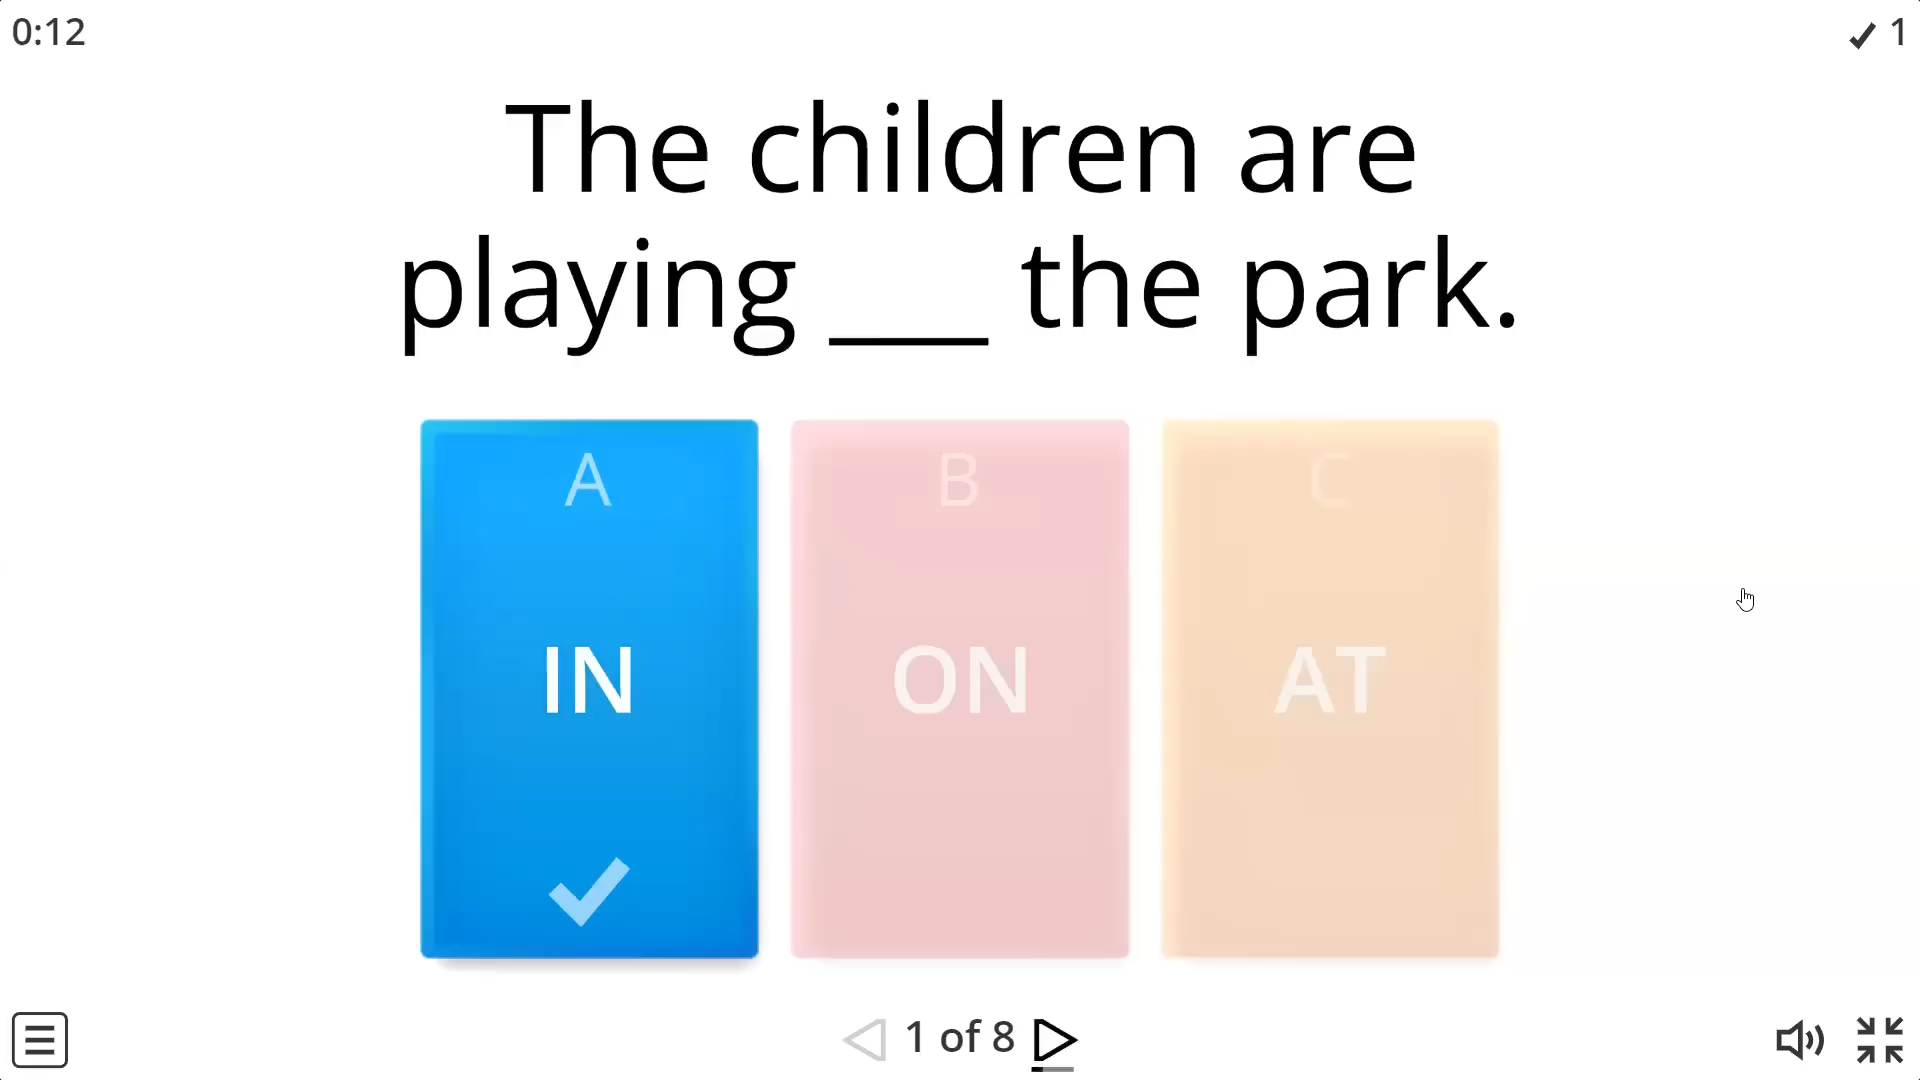 0:12
✓ 1
The children are
playing ___ the park.
A
B
C
IN
ON
AT
1 of 8